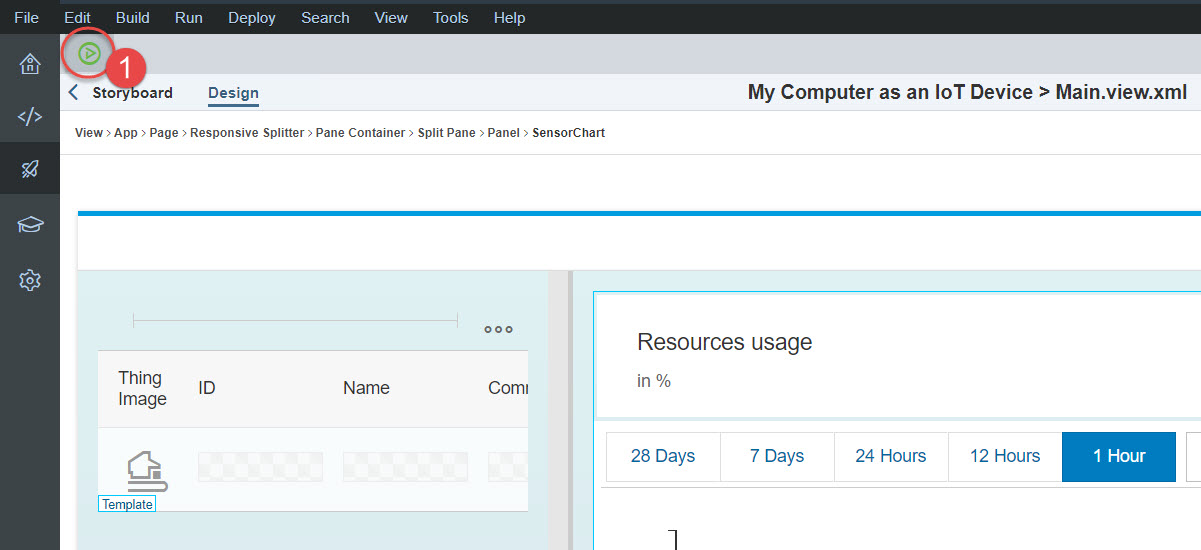 File Edit Build Run Deploy Search View Tools Help
1
Storyboard Design My Computer as an IoT Device > Main.view.xml
View > App > Page > Responsive Splitter > Pane Container > Split Pane > Panel > SensorChart
Resources usage
in %
Thing
Image
ID Name Comm
28 Days 7 Days 24 Hours 12 Hours 1 Hour
Template